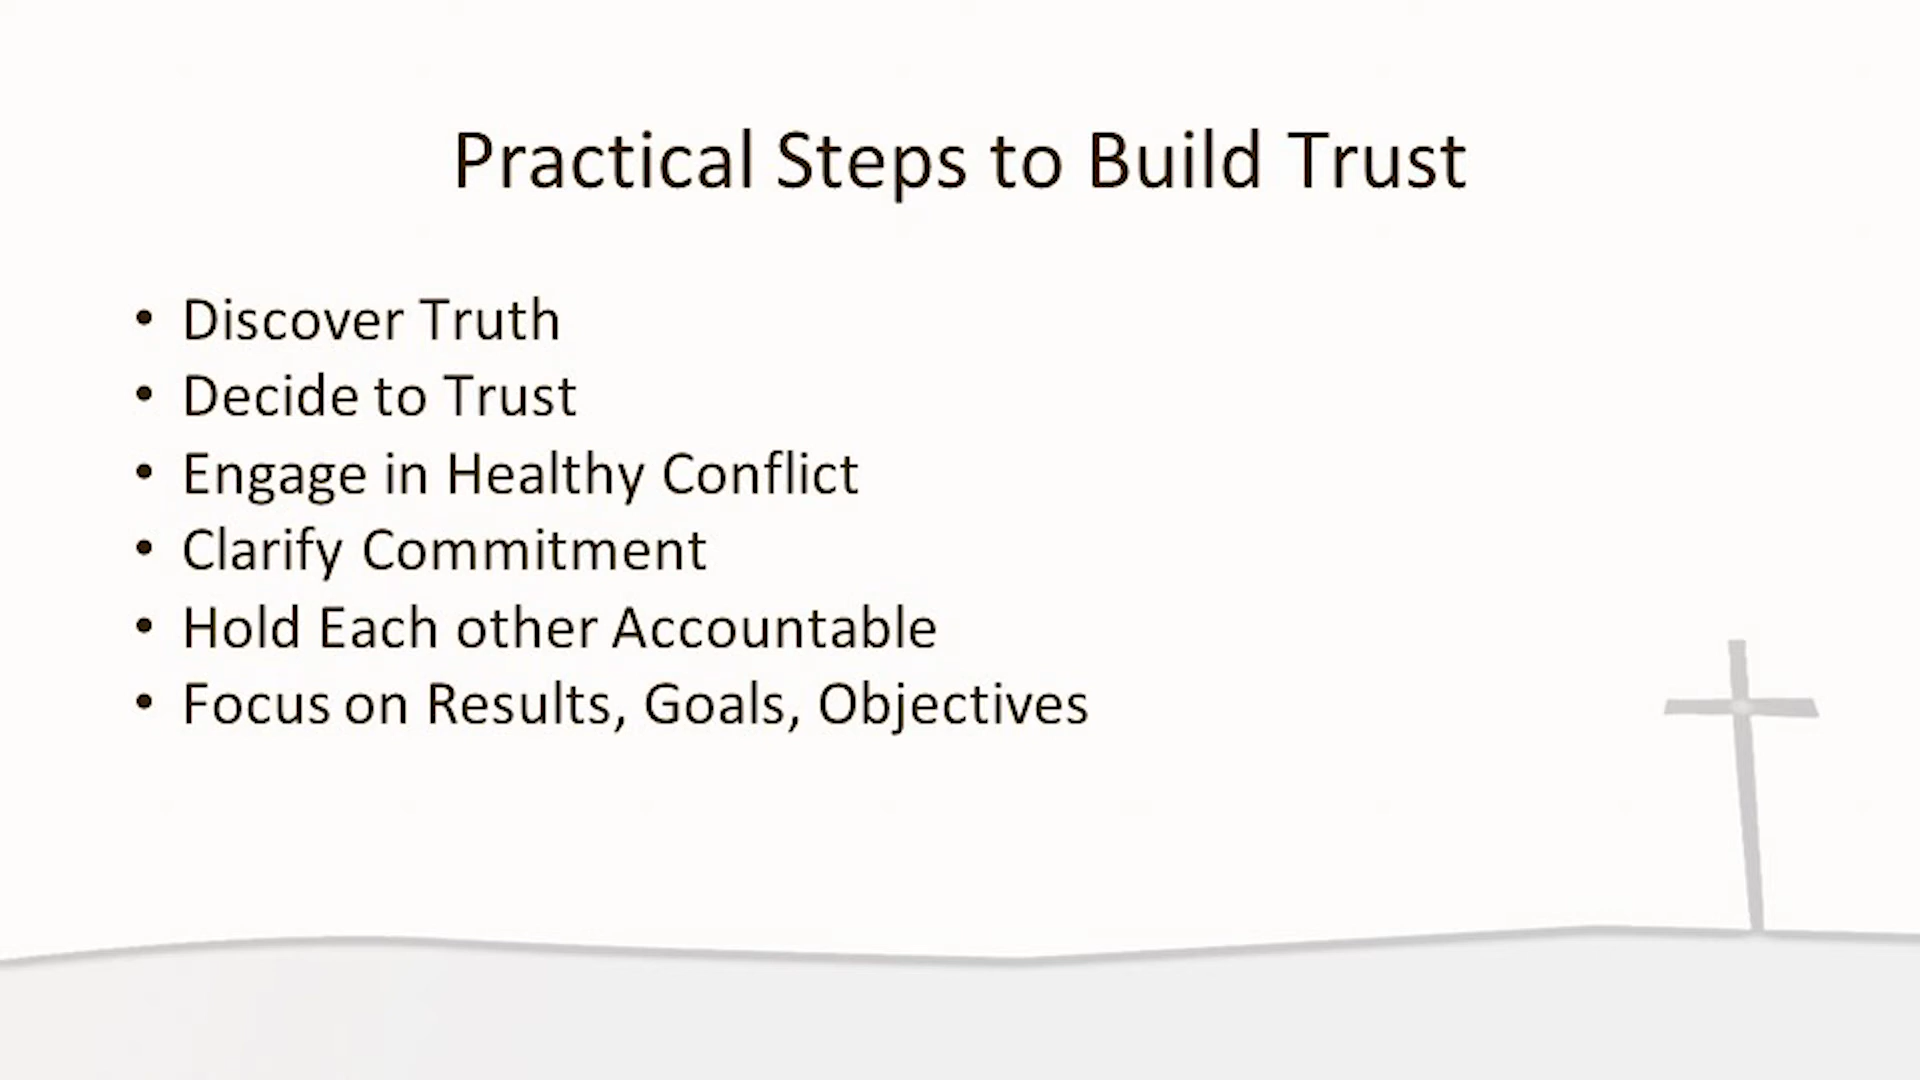 Practical Steps to Build Trust
• Discover Truth
• Decide to Trust
• Engage in Healthy Conflict
• Clarify Commitment
• Hold Each other Accountable
• Focus on Results, Goals, Objectives